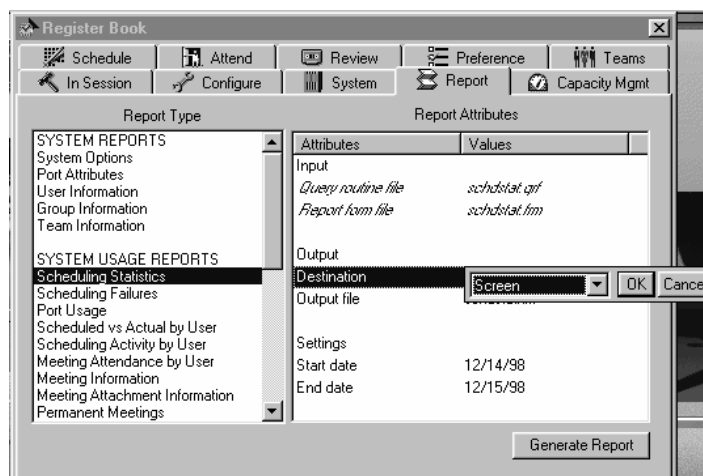 Register Book
Schedule Attend Review Preference Teams
In Session Configure System Report Capacity Mgmt
Report Type
SYSTEM REPORTS
System Options
Port Attributes
User Information
Group Information
Team Information
SYSTEM USAGE REPORTS
Scheduling Statistics
Scheduling Failures
Port Usage
Scheduled vs Actual by User
Scheduling Activity by User
Meeting Attendance by User
Meeting Information
Meeting Attachment Information
Permanent Meetings
Report Attributes
Attributes Values
Input
Query routine file schdstat.qrf
Report form file schdstat.frm
Output
Destination Screen OK Cance
Output file
Settings
Start date 12/14/98
End date 12/15/98
Generate Report